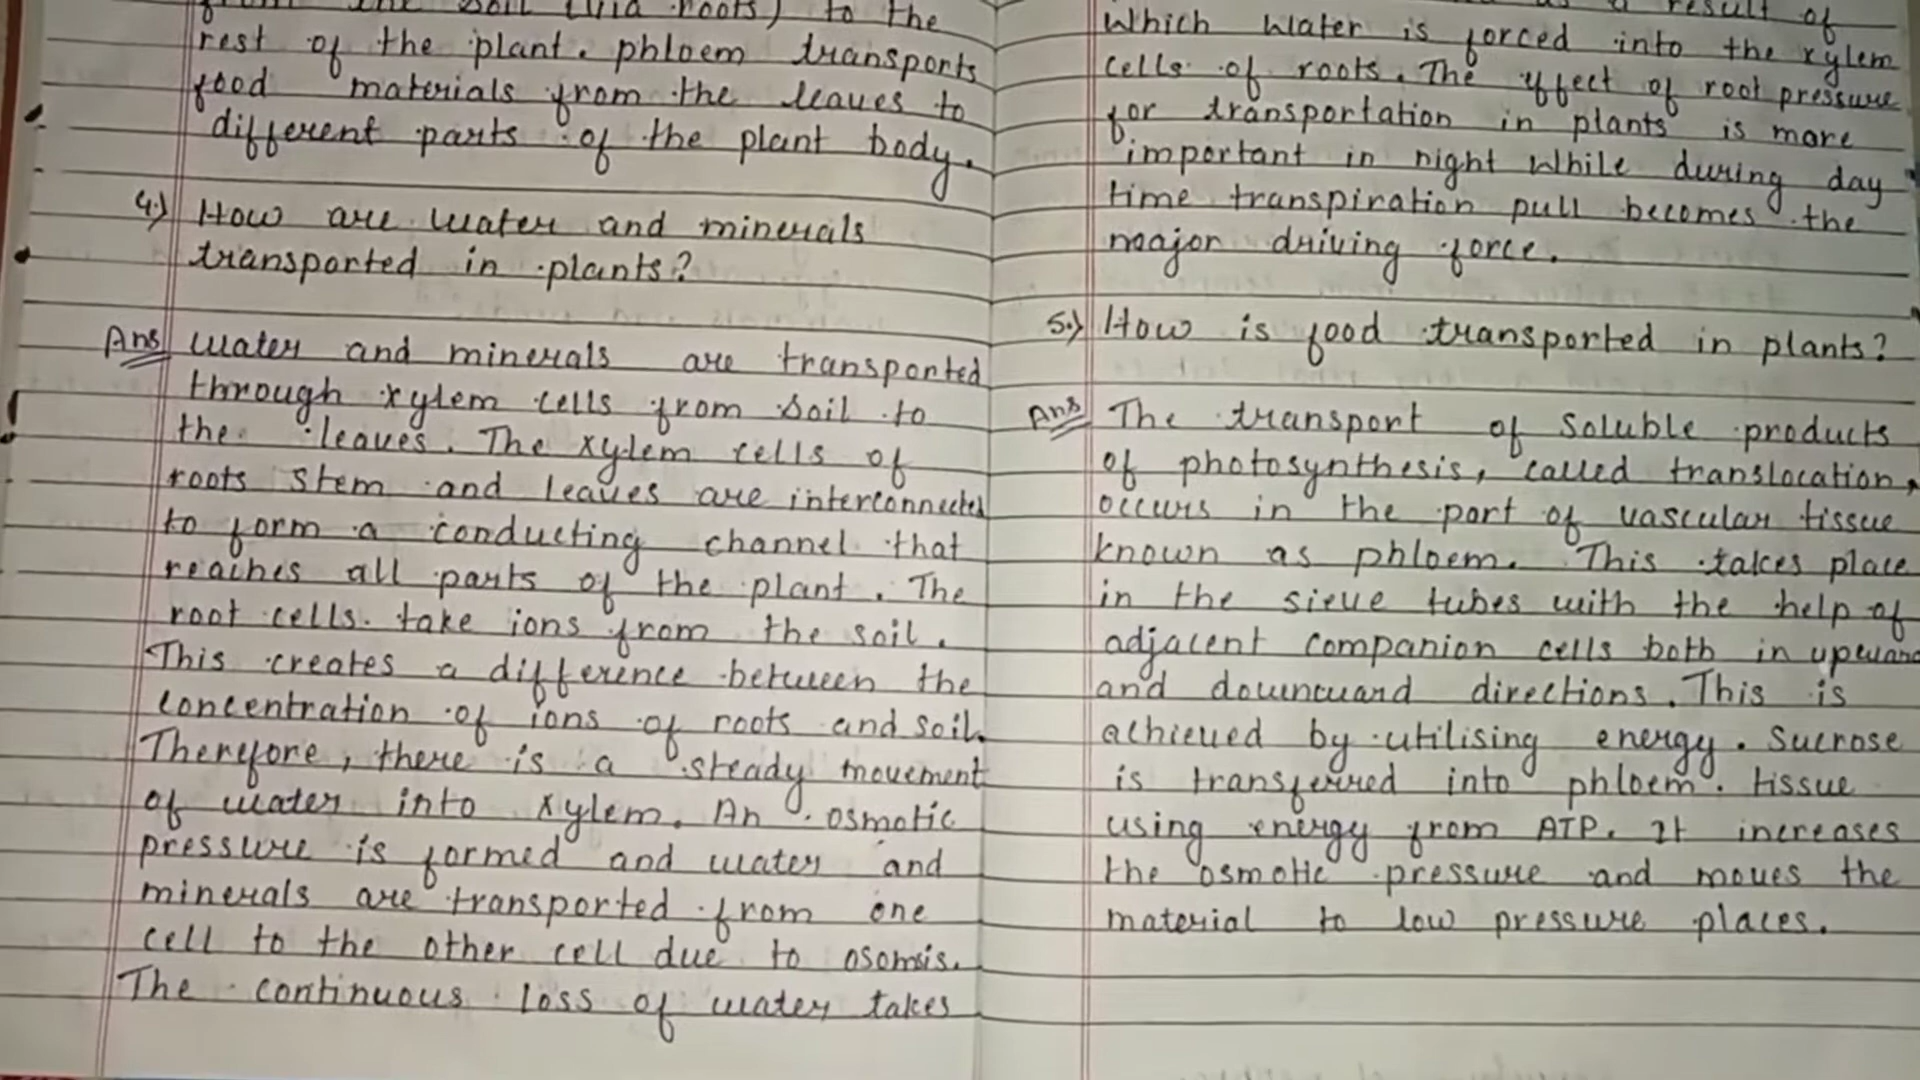 from the soil (via roots) to the
rest of the plant. phloem transports
food materials from the leaves to
different parts of the plant body.
4.) How are water and minerals
transported in plants?
Ans water and minerals are transported
through xylem cells from soil to
the leaves. The xylem cells of
roots stem and leaves are interconnected
to form a conducting channel that
reaches all parts of the plant. The
root cells take ions from the soil.
This creates a difference between the
concentration of ions of roots and soil.
Therefore, there is a steady movement
of water into xylem. An osmotic
pressure is formed and water and
minerals are transported from one
cell to the other cell due to osomsis.
The continuous loss of water takes
a result of
Which water is forced into the xylem
cells of roots. The effect of root pressure
for transportation in plants is more
important in night While during day
time transpiration pull becomes the
major driving force.
5.) How is food transported in plants?
Ans The transport of soluble products
of photosynthesis, called translocation,
occurs in the part of vascular tissue
known as phloem. This takes place
in the sieve tubes with the help of
adjacent companion cells both in upward
and downward directions. This is
achieved by utilising energy. Sucrose
is transferred into phloem. tissue
using energy from ATP. It increases
the osmotic pressure and moves the
material to low pressure places.